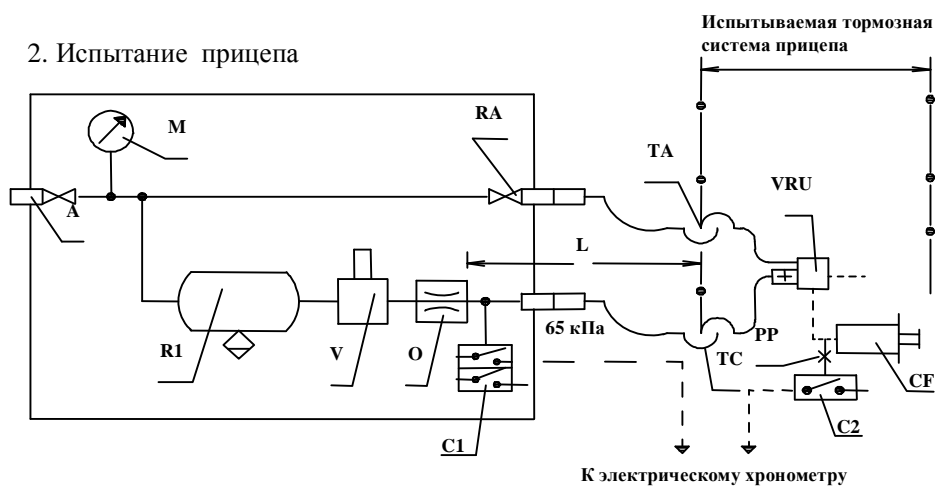 Испытываемая тормозная
система прицепа
2. Испытание прицепа
M
RA
TA
VRU
A
L
R1
V
O
65 кПа
PP
TC
CF
C1
C2
К электрическому хронометру